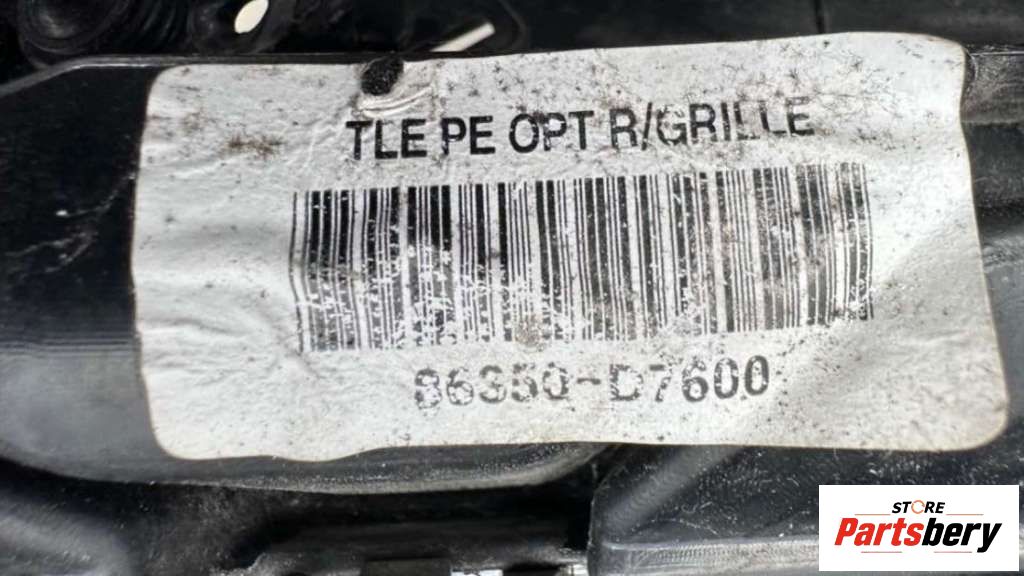 TLE PE OPT R/GRILLE
86350-D7600
STORE
Partsbery